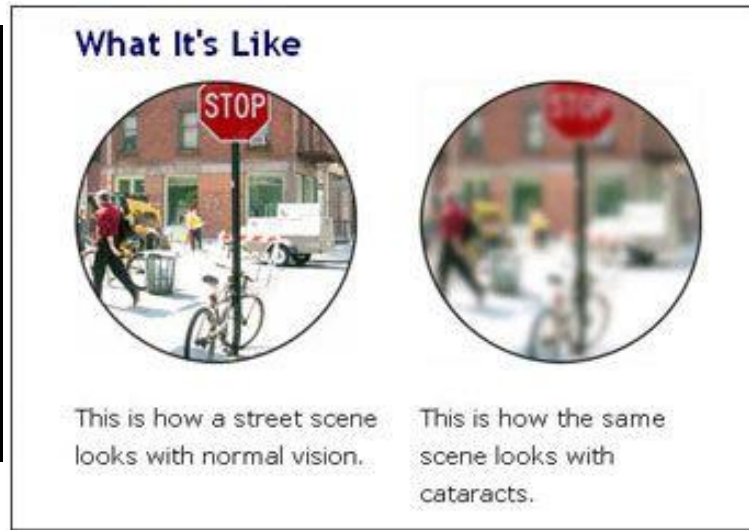 What It's Like
STOP
STOP
This is how a street scene
looks with normal vision.
This is how the same
scene looks with
cataracts.